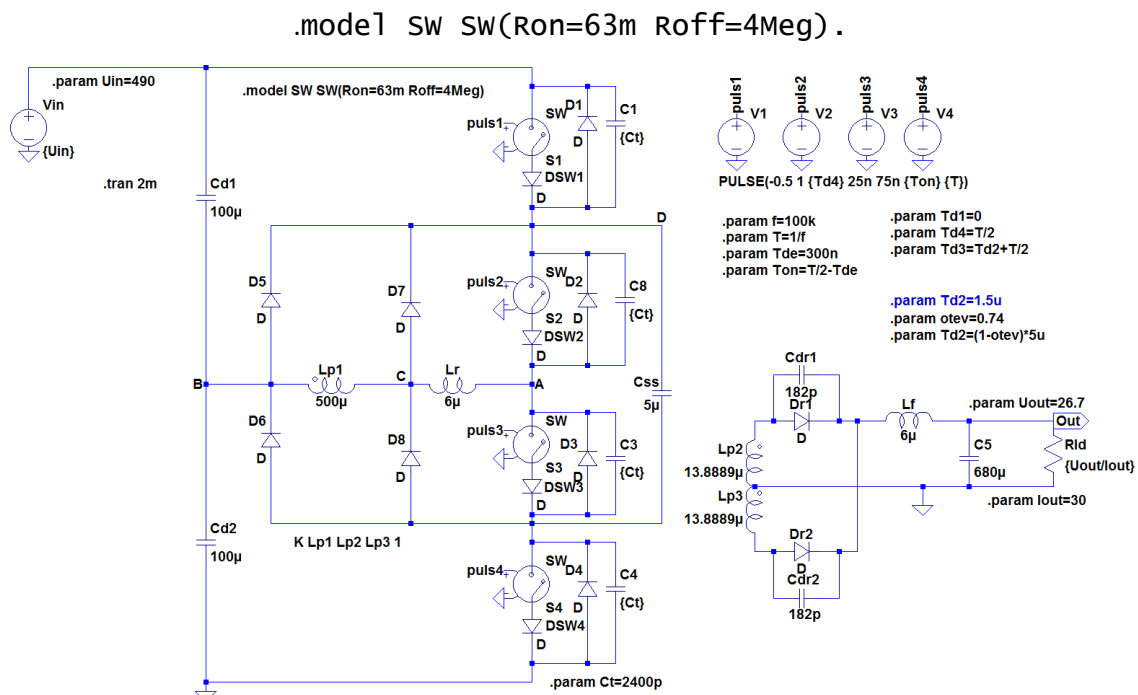 .model SW SW(Ron=63m Roff=4Meg).
.param Uin=490
Vin
{Uin}
.tran 2m
.model SW SW(Ron=63m Roff=4Meg)
Cd1
100µ
Cd2
100µ
puls1
SW
S1
DSW1
D
D1
D
C1
{Ct}
D
D5
D
D7
D
puls2
SW
S2
DSW2
D
D2
D
C8
{Ct}
B
Lp1
500µ
C
Lr
6µ
A
Css
5µ
D6
D
D8
D
puls3
SW
S3
DSW3
D
D3
D
C3
{Ct}
K Lp1 Lp2 Lp3 1
puls4
SW
S4
DSW4
D
D4
D
C4
{Ct}
.param Ct=2400p
puls1
V1
puls2
V2
puls3
V3
puls4
V4
PULSE(-0.5 1 {Td4} 25n 75n {Ton} {T})
.param f=100k
.param T=1/f
.param Tde=300n
.param Ton=T/2-Tde
.param Td1=0
.param Td4=T/2
.param Td3=Td2+T/2
.param Td2=1.5u
.param otev=0.74
.param Td2=(1-otev)*5u
Cdr1
182p
Dr1
D
Lf
6µ
.param Uout=26.7
Out
Lp2
13.8889µ
Lp3
13.8889µ
C5
680µ
Rld
{Uout/Iout}
.param Iout=30
Dr2
D
Cdr2
182p